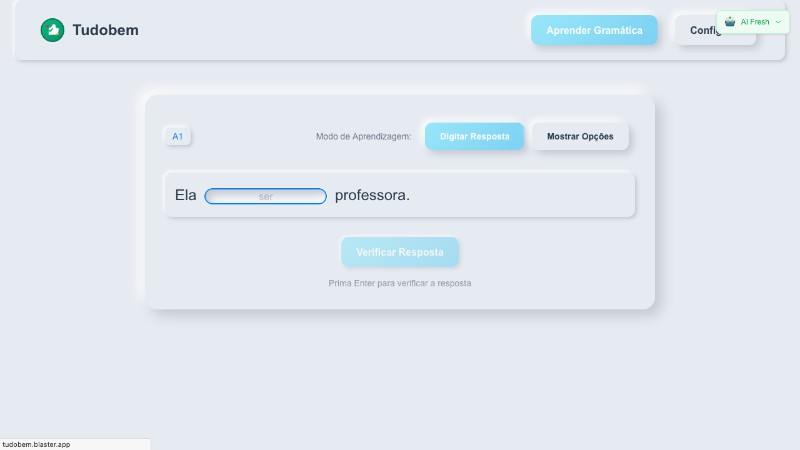 Tudobem
Aprender Gramática
AI Fresh
A1
Modo de Aprendizagem:
Digitar Resposta
Mostrar Opções
Ela ser professora.
Verificar Resposta
Prima Enter para verificar a resposta
tudobem.blaster.app